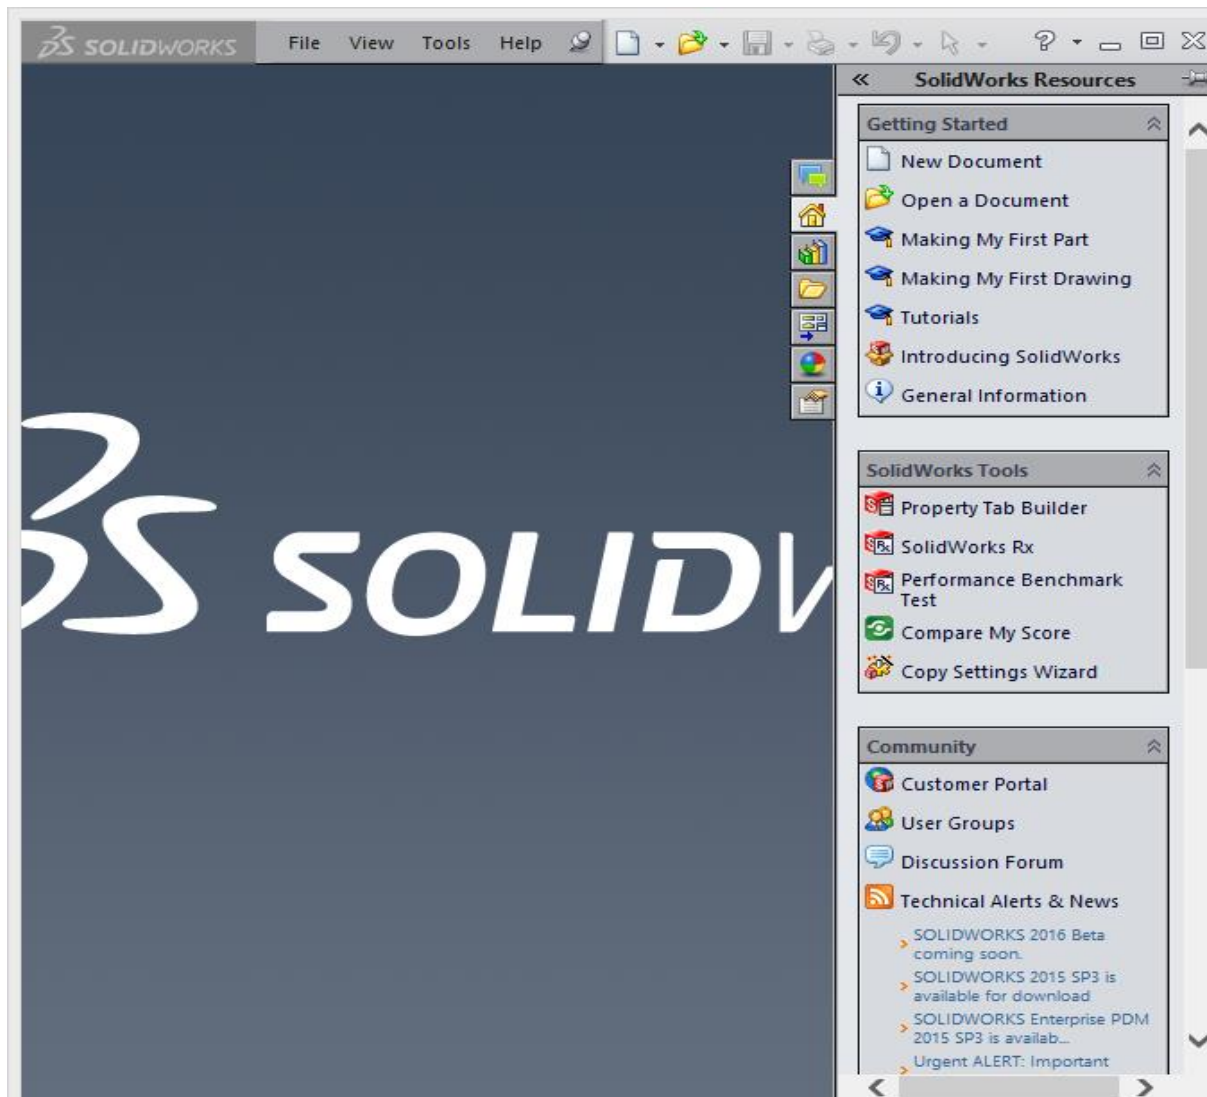 SOLIDWORKS File View Tools Help
SolidWorks Resources
Getting Started
New Document
Open a Document
Making My First Part
Making My First Drawing
Tutorials
Introducing SolidWorks
General Information
SOLIDW
SolidWorks Tools
Property Tab Builder
SolidWorks Rx
Performance Benchmark
Test
Compare My Score
Copy Settings Wizard
Community
Customer Portal
User Groups
Discussion Forum
Technical Alerts & News
SOLIDWORKS 2016 Beta
coming soon.
SOLIDWORKS 2015 SP3 is
available for download
SOLIDWORKS Enterprise PDM
2015 SP3 is availab...
Urgent ALERT: Important